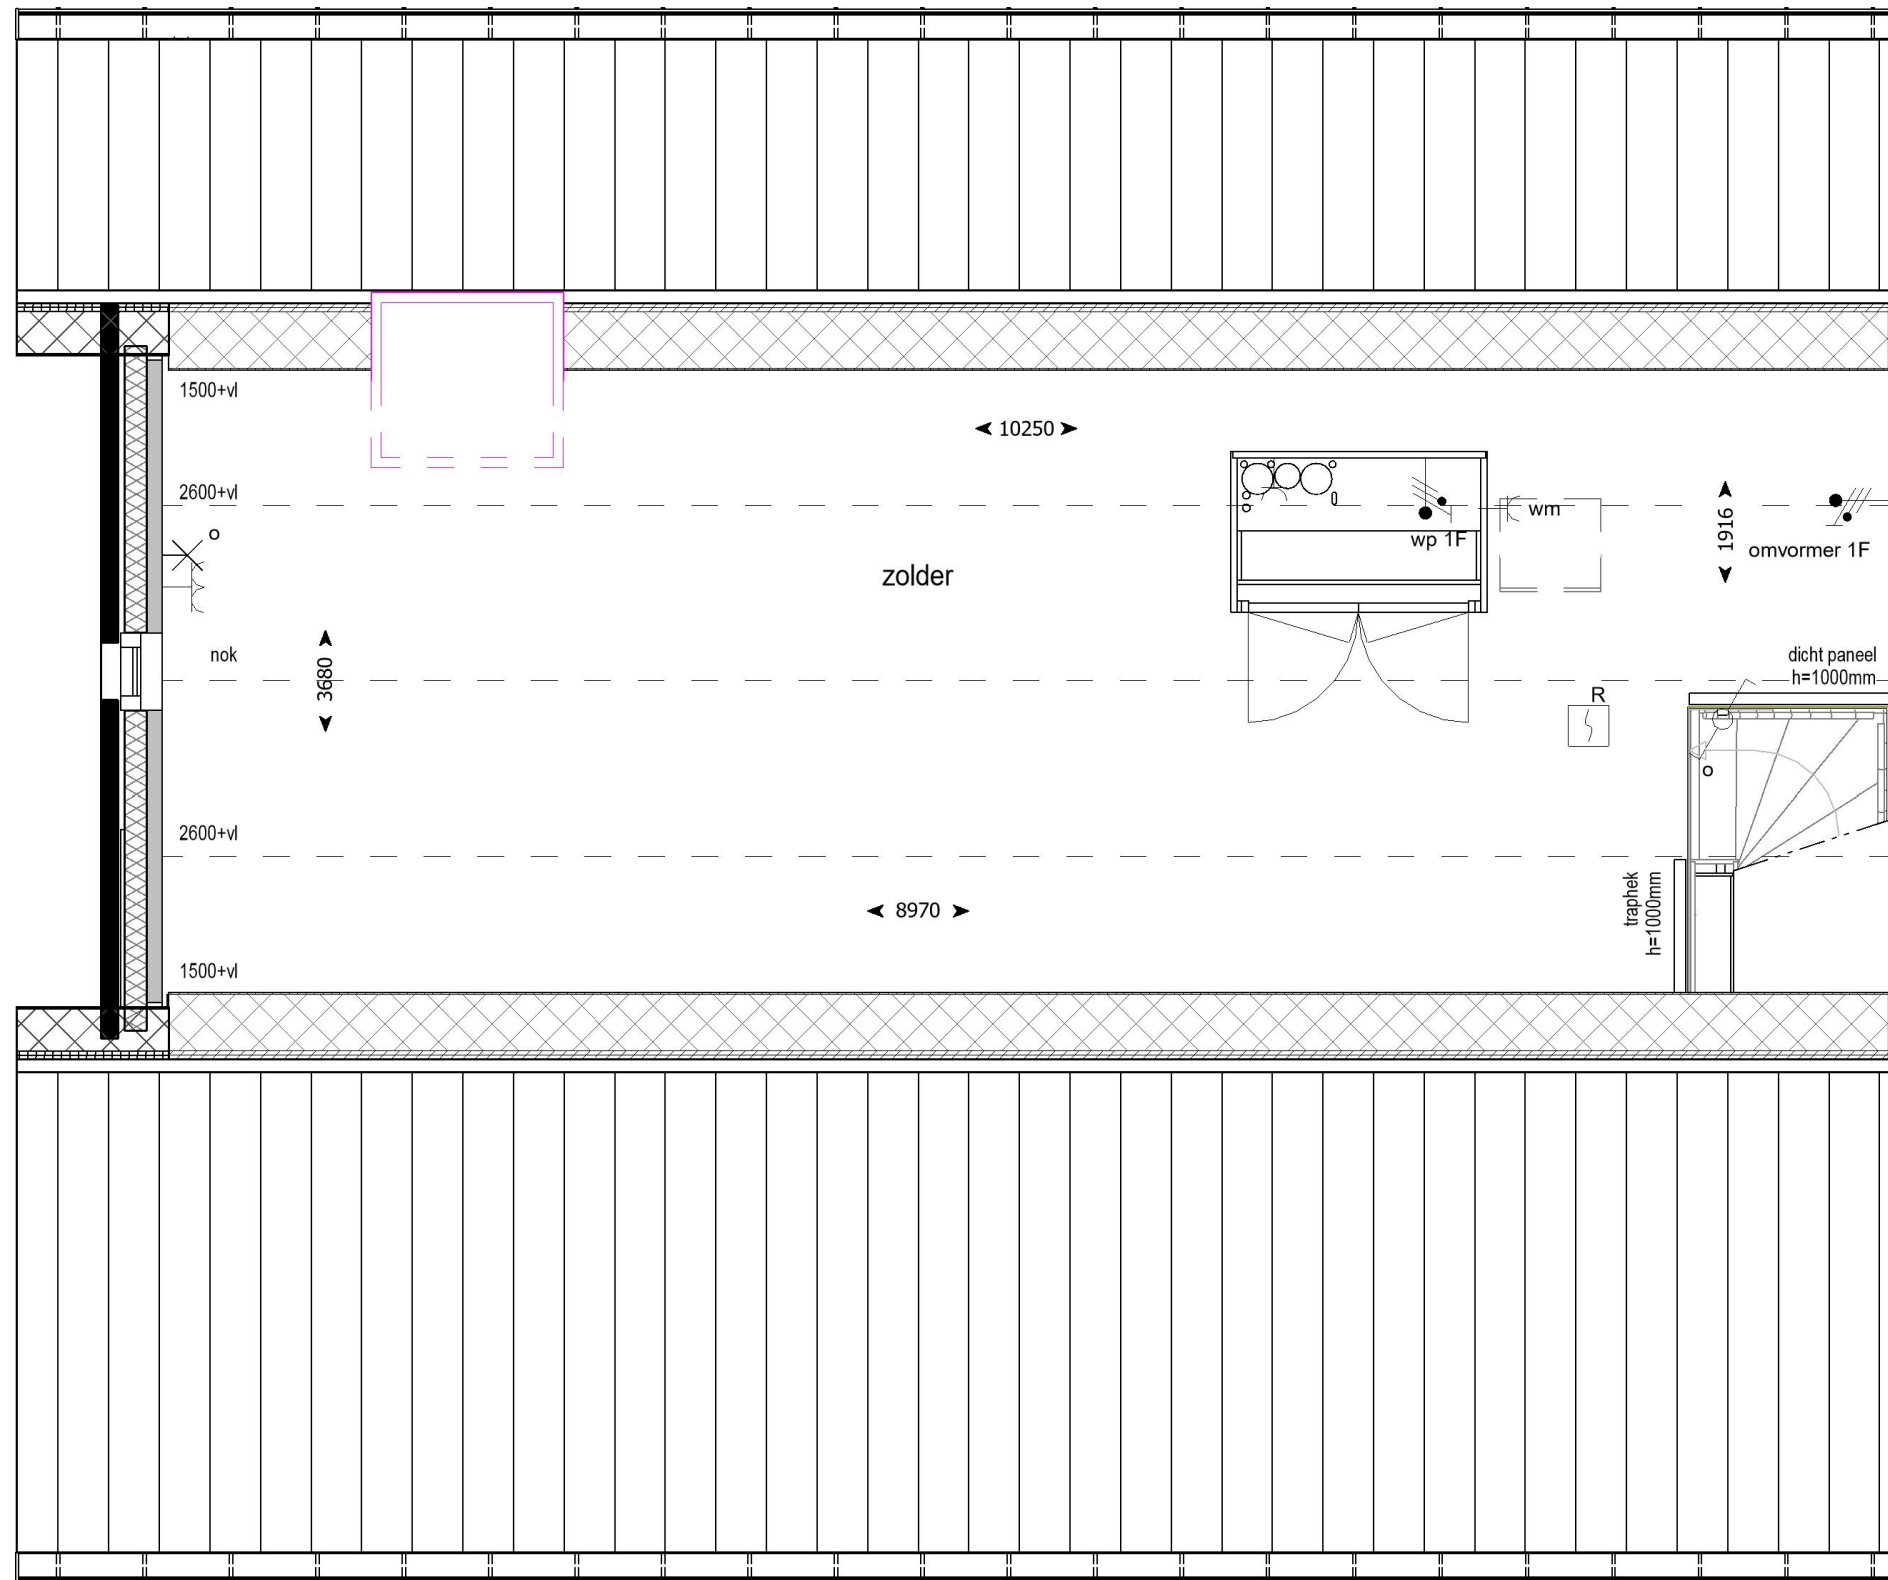 1500+vl
10250
2600+vl
o
wm
wp 1F
1916
omvormer 1F
zolder
nok
3680
dicht paneel
h=1000mm
R
o
2600+vl
8970
traphek
h=1000mm
1500+vl